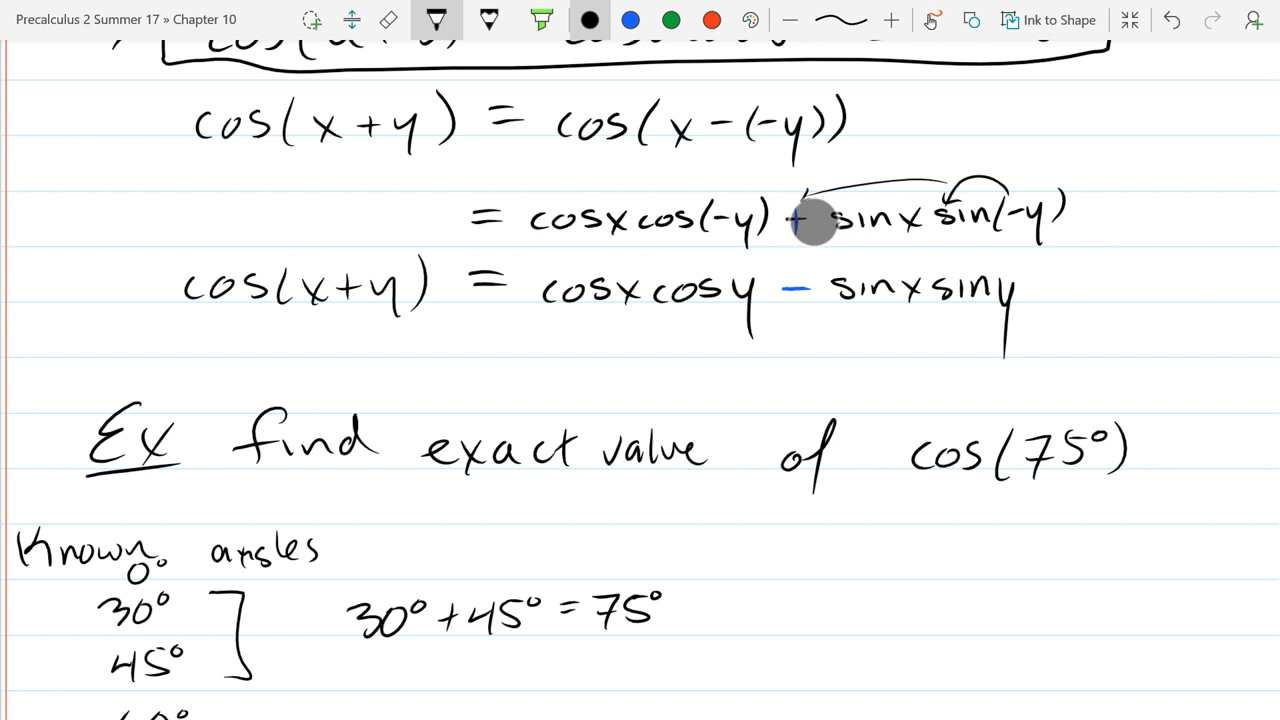 Precalculus 2 Summer 17 » Chapter 10
Ink to Shape
cos(x+y) = cos(x-(-y))
= cosx cos(-y) + sinx sin(-y)
cos(x+y) = cosx cosy - sinx siny
Ex find exact value of cos(75°)
Known angles
0°
30°
30° + 45° = 75°
45°